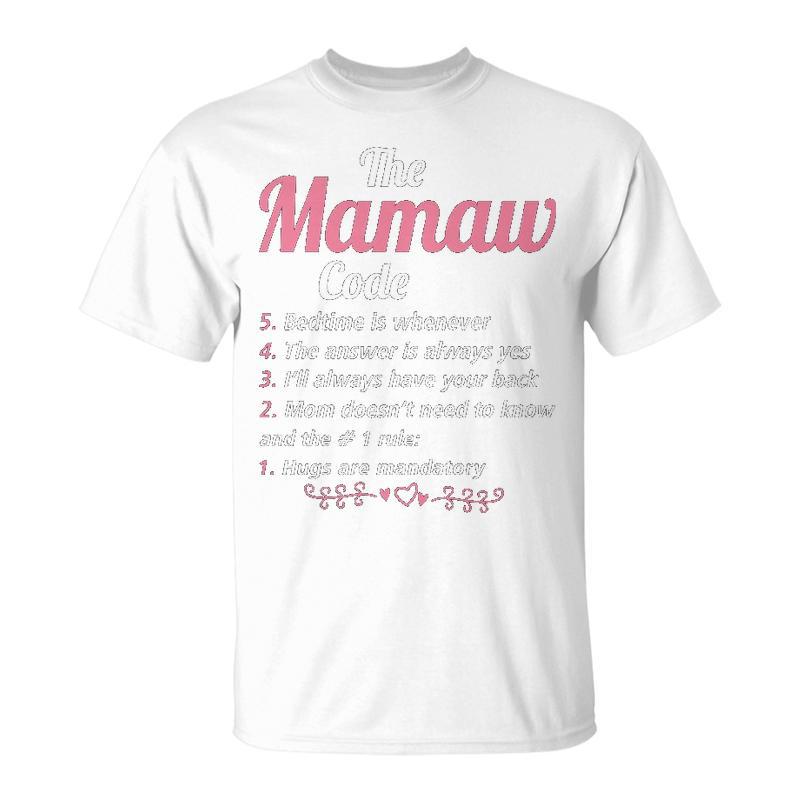 The
Mamaw
Code
5. Bedtime is whenever
4. The answer is always yes
3. I'll always have your back
2. Mom doesn't need to know
and the # 1 rule:
1. Hugs are mandatory